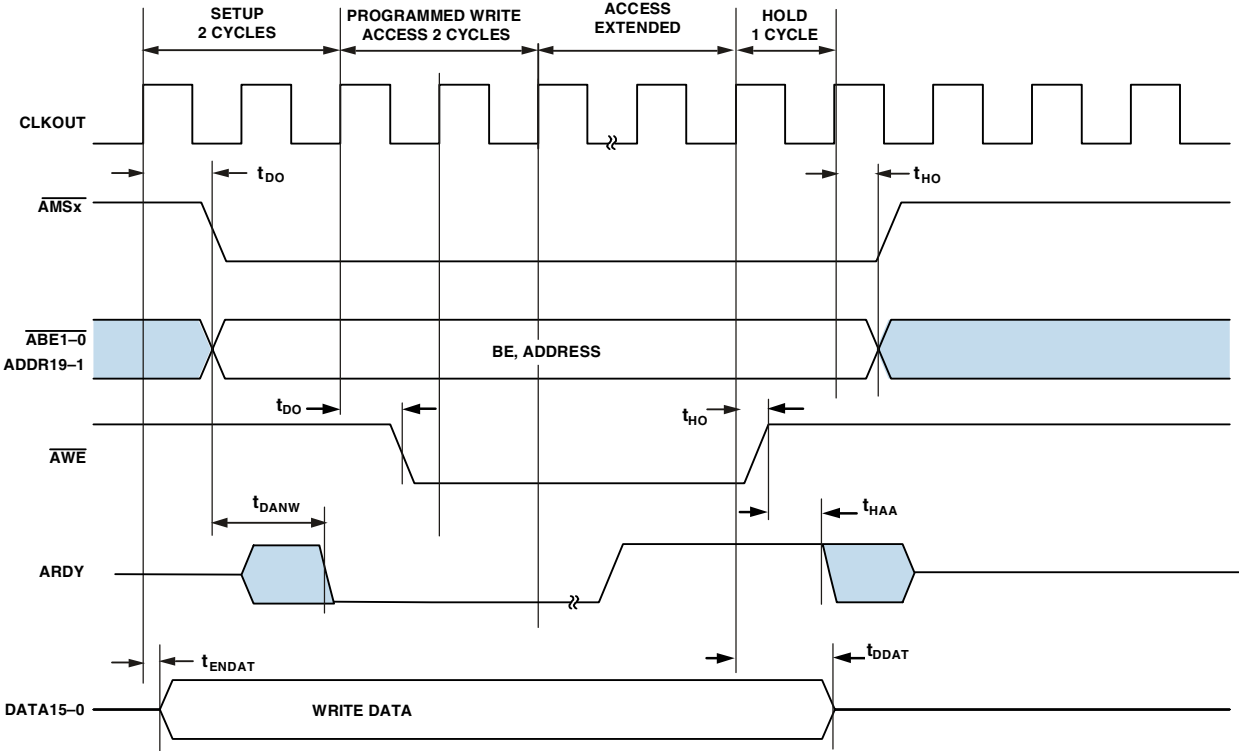 SETUP
2 CYCLES
PROGRAMMED WRITE
ACCESS 2 CYCLES
ACCESS
EXTENDED
HOLD
1 CYCLE
CLKOUT
tDO
tHO
AMSx
ABE1–0
ADDR19–1
BE, ADDRESS
tDO
tHO
AWE
tDANW
tHAA
ARDY
tENDAT
tDDAT
DATA15–0
WRITE DATA